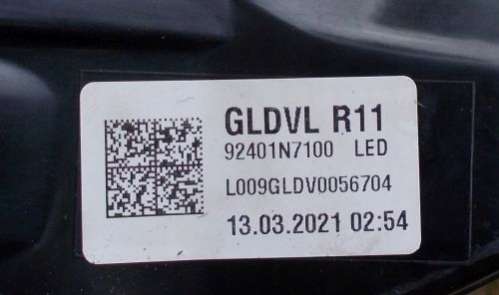 GLDVL R11
92401N7100 LED
L009GLDV0056704
13.03.2021 02:54